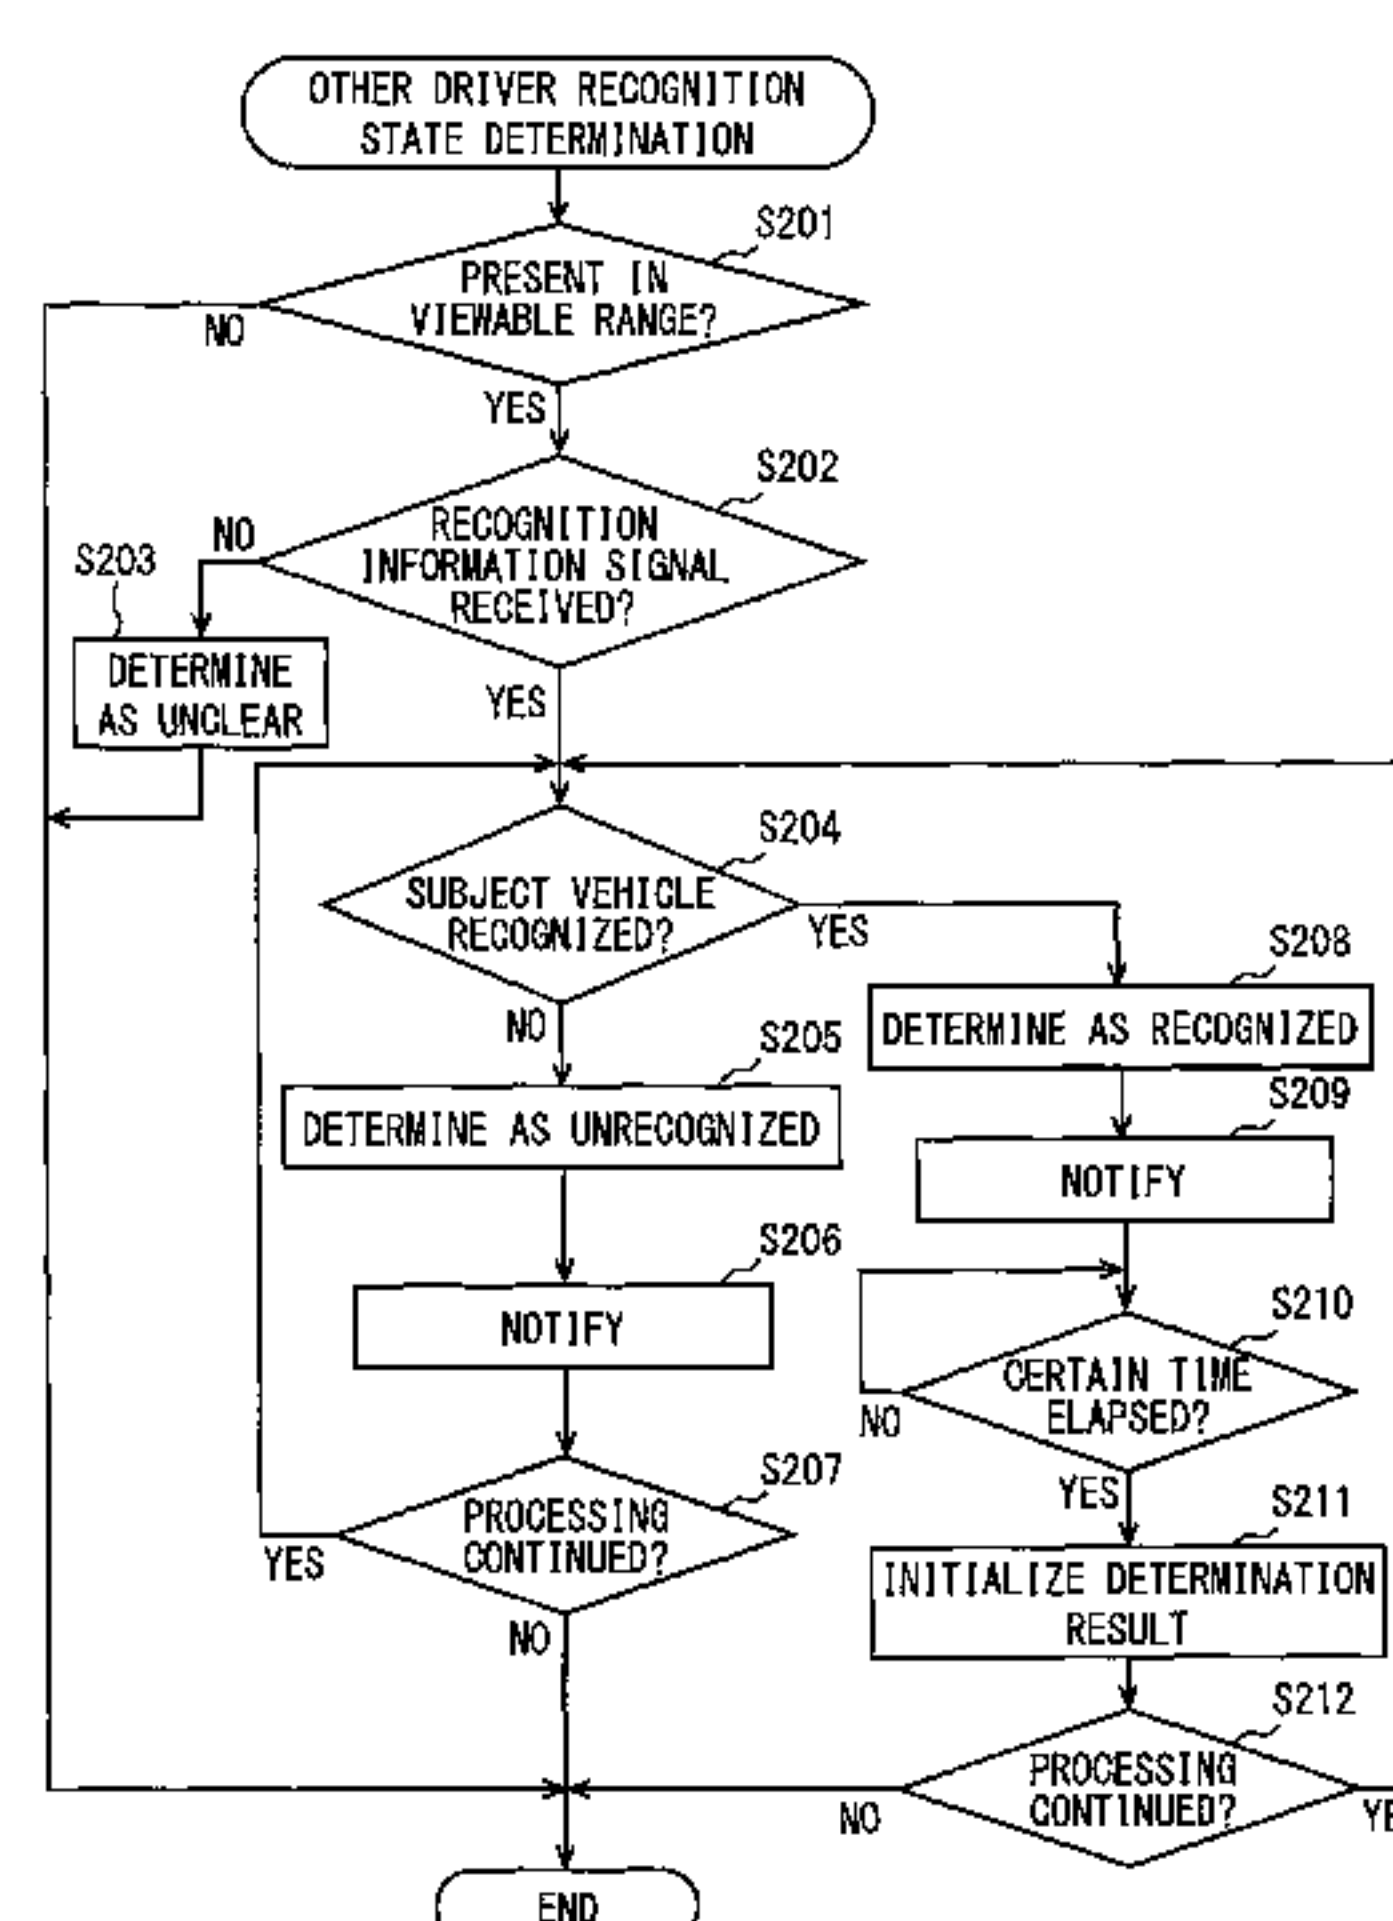 OTHER DRIVER RECOGNITION
STATE DETERMINATION
S201
PRESENT IN
VIEWABLE RANGE?
NO
YES
S202
RECOGNITION
INFORMATION SIGNAL
RECEIVED?
NO
S203
DETERMINE
AS UNCLEAR
YES
S204
SUBJECT VEHICLE
RECOGNIZED?
YES
NO
S205
DETERMINE AS UNRECOGNIZED
S206
NOTIFY
S207
PROCESSING
CONTINUED?
YES
NO
S208
DETERMINE AS RECOGNIZED
S209
NOTIFY
S210
CERTAIN TIME
ELAPSED?
NO
YES
S211
INITIALIZE DETERMINATION
RESULT
S212
PROCESSING
CONTINUED?
NO
END